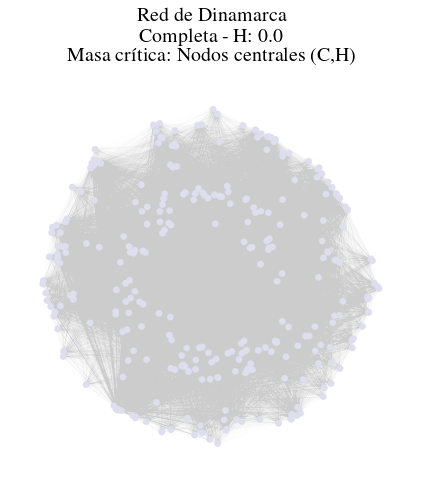 Red de Dinamarca
Completa - H: 0.0
Masa crítica: Nodos centrales (C,H)